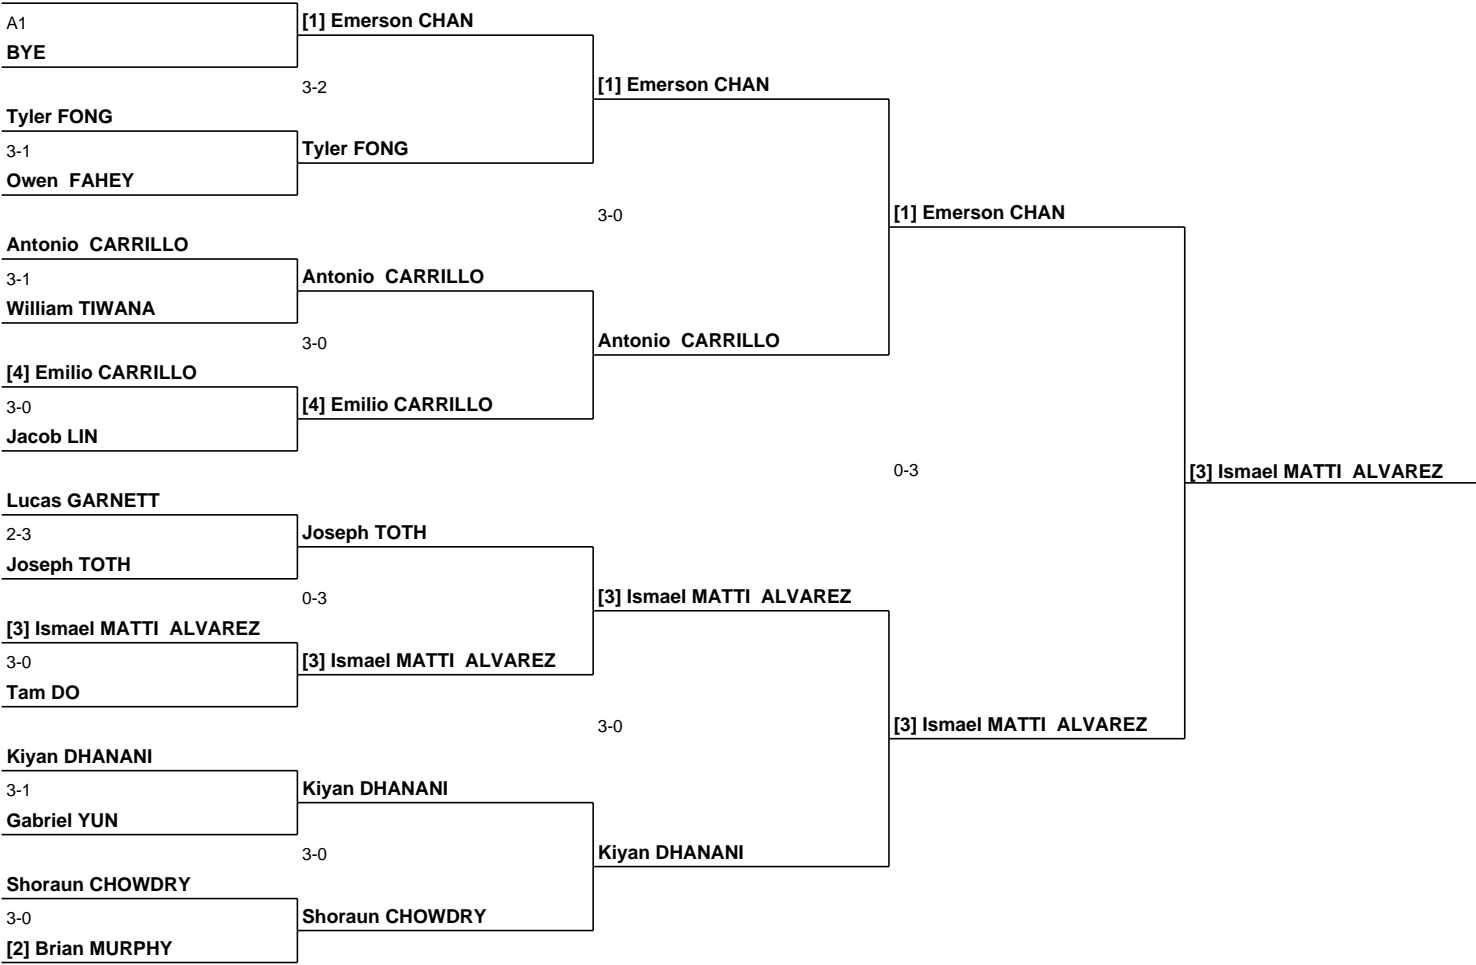 A1
BYE
[1] Emerson CHAN
3-2
Tyler FONG
3-1
Owen  FAHEY
Tyler FONG
[1] Emerson CHAN
3-0
Antonio  CARRILLO
3-1
William TIWANA
Antonio  CARRILLO
3-0
[4] Emilio CARRILLO
3-0
Jacob LIN
[4] Emilio CARRILLO
Antonio  CARRILLO
[1] Emerson CHAN
0-3
[3] Ismael MATTI  ALVAREZ
Lucas GARNETT
2-3
Joseph TOTH
Joseph TOTH
0-3
[3] Ismael MATTI  ALVAREZ
3-0
Tam DO
[3] Ismael MATTI  ALVAREZ
[3] Ismael MATTI  ALVAREZ
3-0
[3] Ismael MATTI  ALVAREZ
Kiyan DHANANI
3-1
Gabriel YUN
Kiyan DHANANI
3-0
Shoraun CHOWDRY
3-0
[2] Brian MURPHY
Shoraun CHOWDRY
Kiyan DHANANI